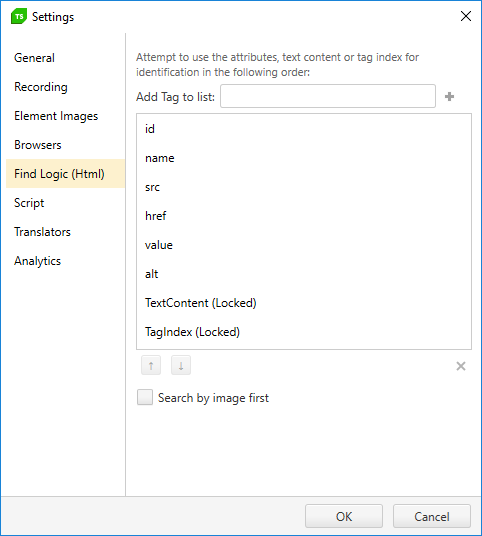 TS Settings
General
Recording
Element Images
Browsers
Find Logic (Html)
Script
Translators
Analytics
Attempt to use the attributes, text content or tag index for
identification in the following order:
Add Tag to list:
id
name
src
href
value
alt
TextContent (Locked)
TagIndex (Locked)
Search by image first
OK
Cancel